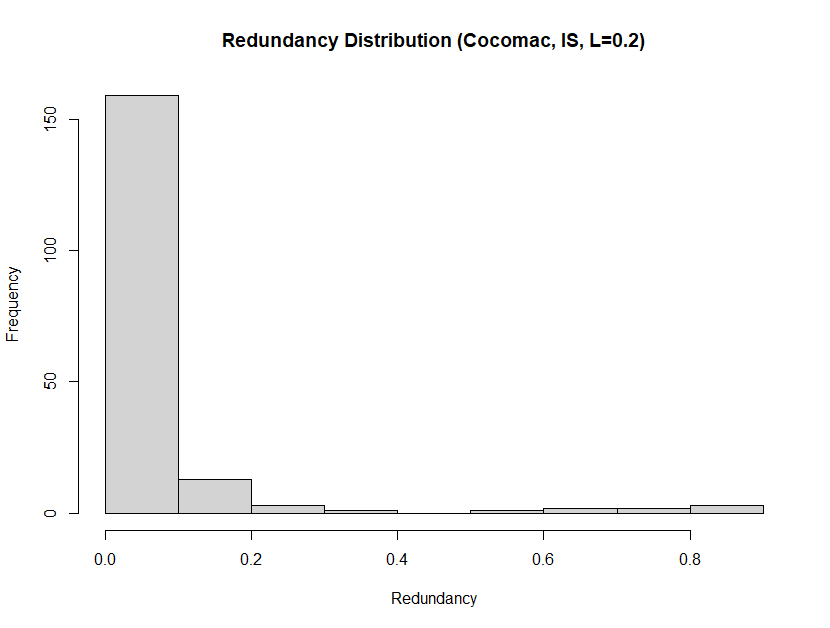 Redundancy Distribution (Cocomac, IS, L=0.2)
Frequency
150
100
50
0
0.0 0.2 0.4 0.6 0.8
Redundancy